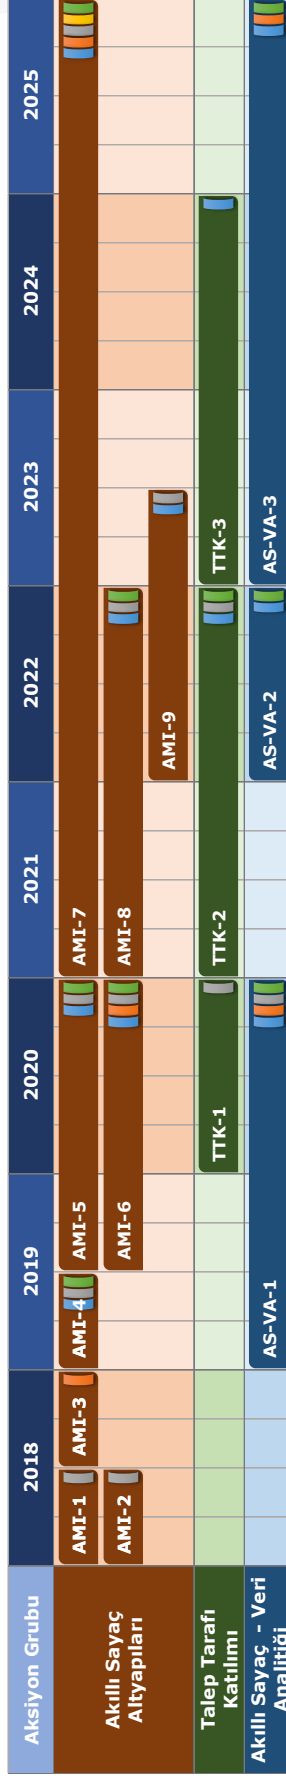 Aksiyon Grubu
2018
2019
2020
2021
2022
2023
2024
2025
Akıllı Sayaç
Altyapıları
AMI-1
AMI-3
AMI-4
AMI-5
AMI-7
AMI-2
AMI-6
AMI-8
AMI-9
Talep Tarafı
Katılımı
TTK-1
TTK-2
TTK-3
Akıllı Sayaç - Veri
Analitiği
AS-VA-1
AS-VA-2
AS-VA-3